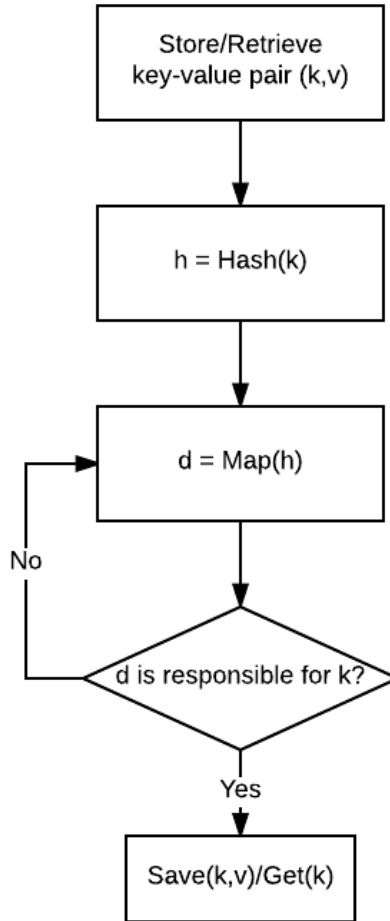 Store/Retrieve
key-value pair (k,v)
h = Hash(k)
d = Map(h)
No
d is responsible for k?
Yes
Save(k,v)/Get(k)